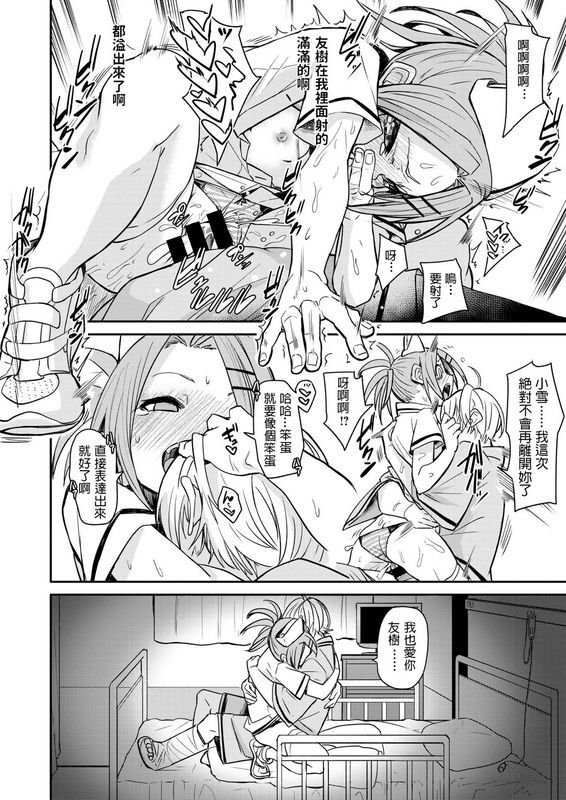 啊啊啊啊…
友樹在我裡面射的
滿滿的啊
都溢出來了啊
嗚…
要射了
呀…
小雪……我這次
絕對不會再離開妳了
呀啊啊!?
哈哈…笨蛋
就要像個笨蛋
直接表達出來
就好了啊
我也愛你
友樹……